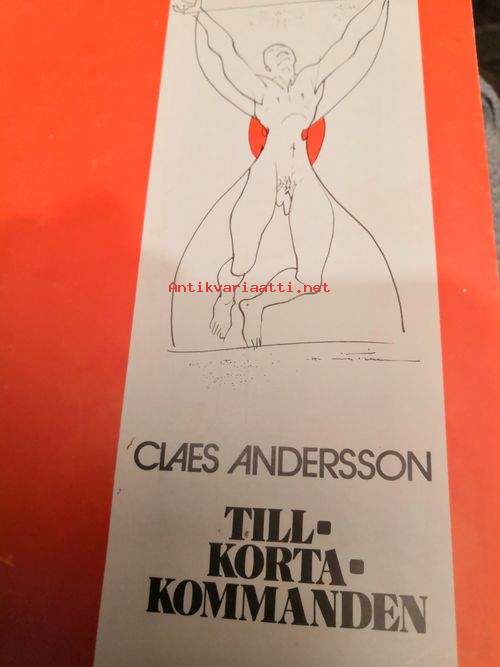 Antikvariaatti.net
CLAES ANDERSSON
TILL-
KORTA-
KOMMANDEN